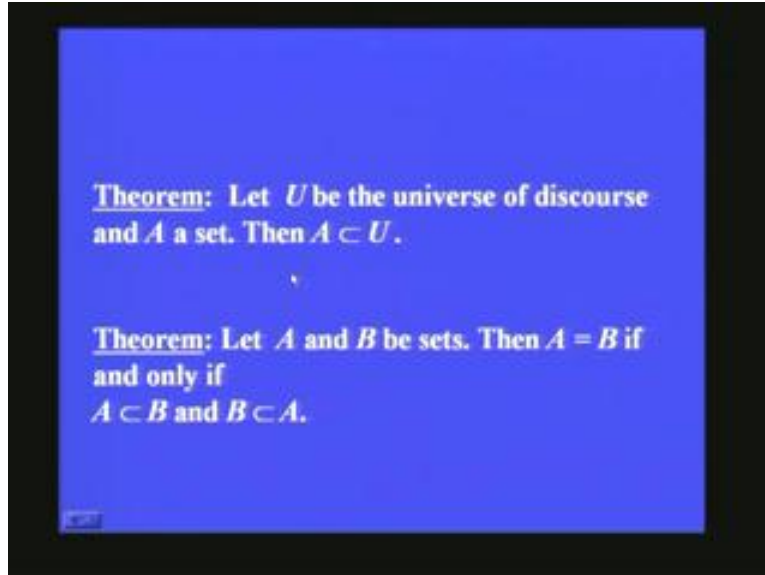 Theorem: Let U be the universe of discourse
and A a set. Then A ⊂ U.
Theorem: Let A and B be sets. Then A = B if
and only if
A ⊂ B and B ⊂ A.